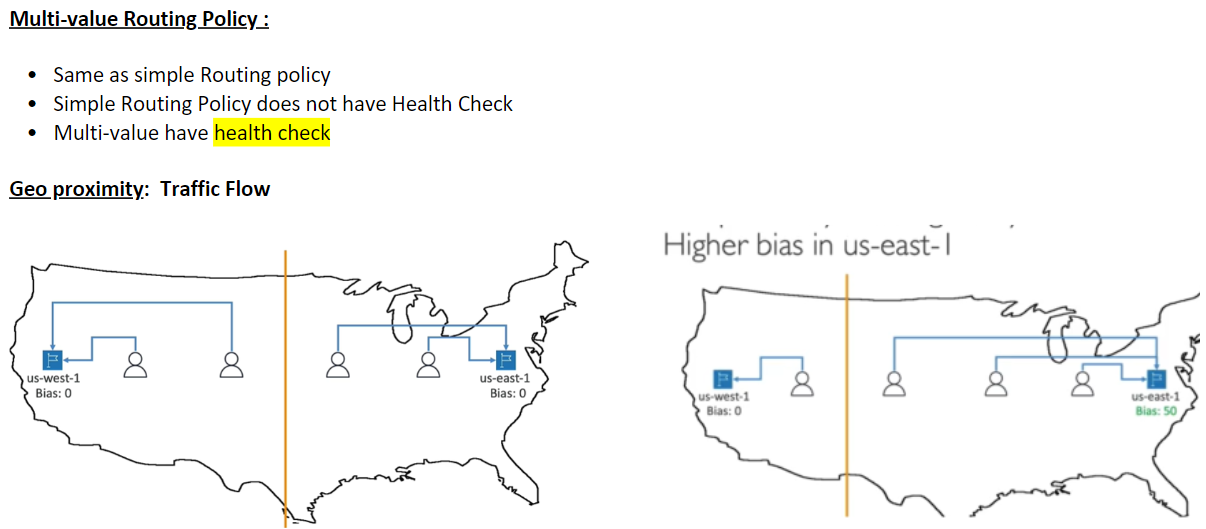 Multi-value Routing Policy :
• Same as simple Routing policy
• Simple Routing Policy does not have Health Check
• Multi-value have health check
Geo proximity: Traffic Flow
us-west-1
Bias: 0
us-east-1
Bias: 0
Higher bias in us-east-1
us-west-1
Bias: 0
us-east-1
Bias: 50